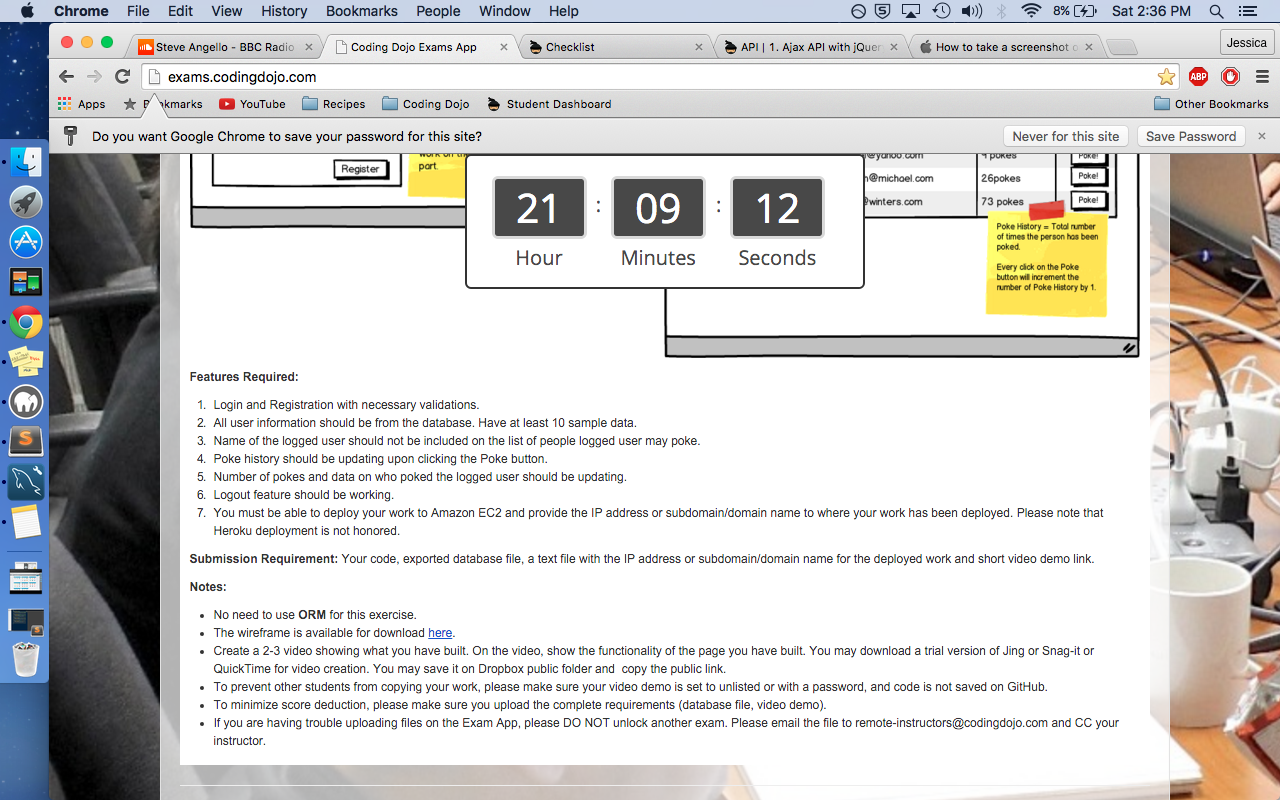 Chrome File Edit View History Bookmarks People Window Help 8% Sat 2:36 PM
Steve Angello - BBC Radio Coding Dojo Exams App Checklist API | 1. Ajax API with jQuer How to take a screenshot o Jessica
exams.codingdojo.com ABP
Apps Bookmarks YouTube Recipes Coding Dojo Student Dashboard Other Bookmarks
Do you want Google Chrome to save your password for this site? Never for this site Save Password
work on the
part.
Register
@yahoo.com 4 pokes Poke!
@michael.com 26pokes Poke!
@winters.com 73 pokes Poke!
21 : 09 : 12
Hour Minutes Seconds
Poke History = Total number
of times the person has been
poked.
Every click on the Poke
button will increment the
number of Poke History by 1.
Features Required:
1. Login and Registration with necessary validations.
2. All user information should be from the database. Have at least 10 sample data.
3. Name of the logged user should not be included on the list of people logged user may poke.
4. Poke history should be updating upon clicking the Poke button.
5. Number of pokes and data on who poked the logged user should be updating.
6. Logout feature should be working.
7. You must be able to deploy your work to Amazon EC2 and provide the IP address or subdomain/domain name to where your work has been deployed. Please note that
Heroku deployment is not honored.
Submission Requirement: Your code, exported database file, a text file with the IP address or subdomain/domain name for the deployed work and short video demo link.
Notes:
• No need to use ORM for this exercise.
• The wireframe is available for download here.
• Create a 2-3 video showing what you have built. On the video, show the functionality of the page you have built. You may download a trial version of Jing or Snag-it or
QuickTime for video creation. You may save it on Dropbox public folder and copy the public link.
• To prevent other students from copying your work, please make sure your video demo is set to unlisted or with a password, and code is not saved on GitHub.
• To minimize score deduction, please make sure you upload the complete requirements (database file, video demo).
• If you are having trouble uploading files on the Exam App, please DO NOT unlock another exam. Please email the file to remote-instructors@codingdojo.com and CC your
instructor.